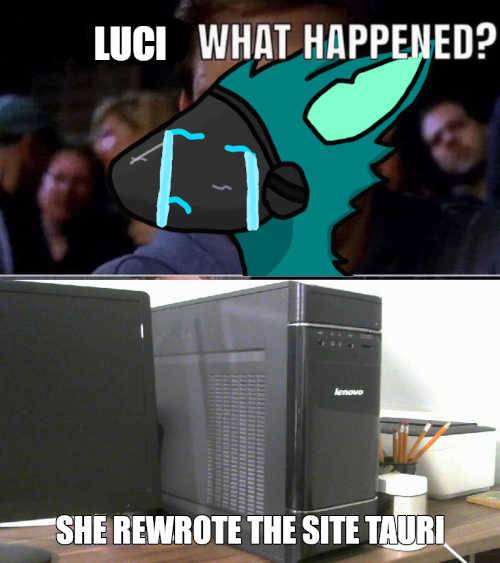 LUCI WHAT HAPPENED?
lenovo
SHE REWROTE THE SITE TAURI